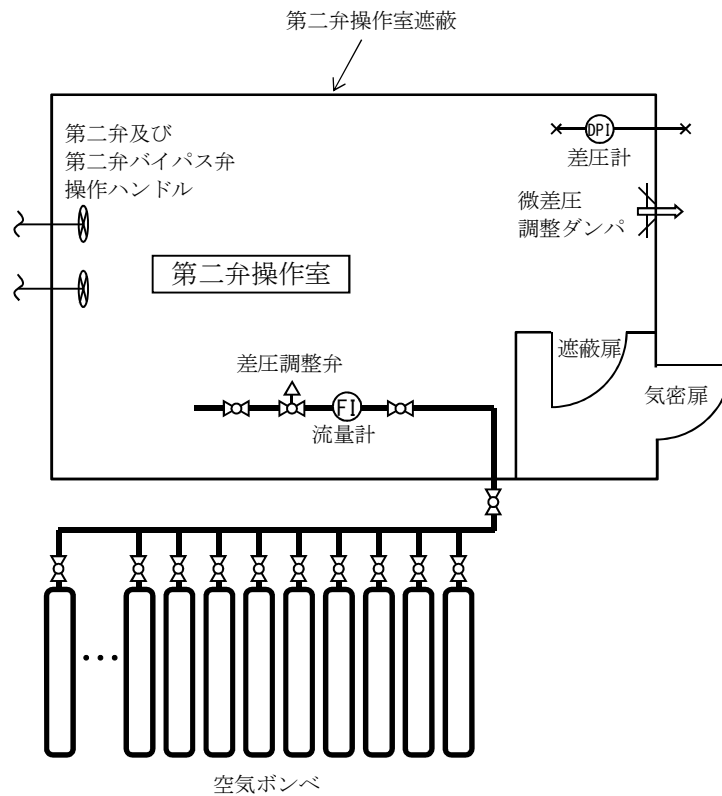 第二弁操作室遮蔽
第二弁及び
第二弁バイパス弁
操作ハンドル
DPI
差圧計
微差圧
調整ダンパ
第二弁操作室
遮蔽扉
差圧調整弁
気密扉
FI
流量計
空気ボンベ